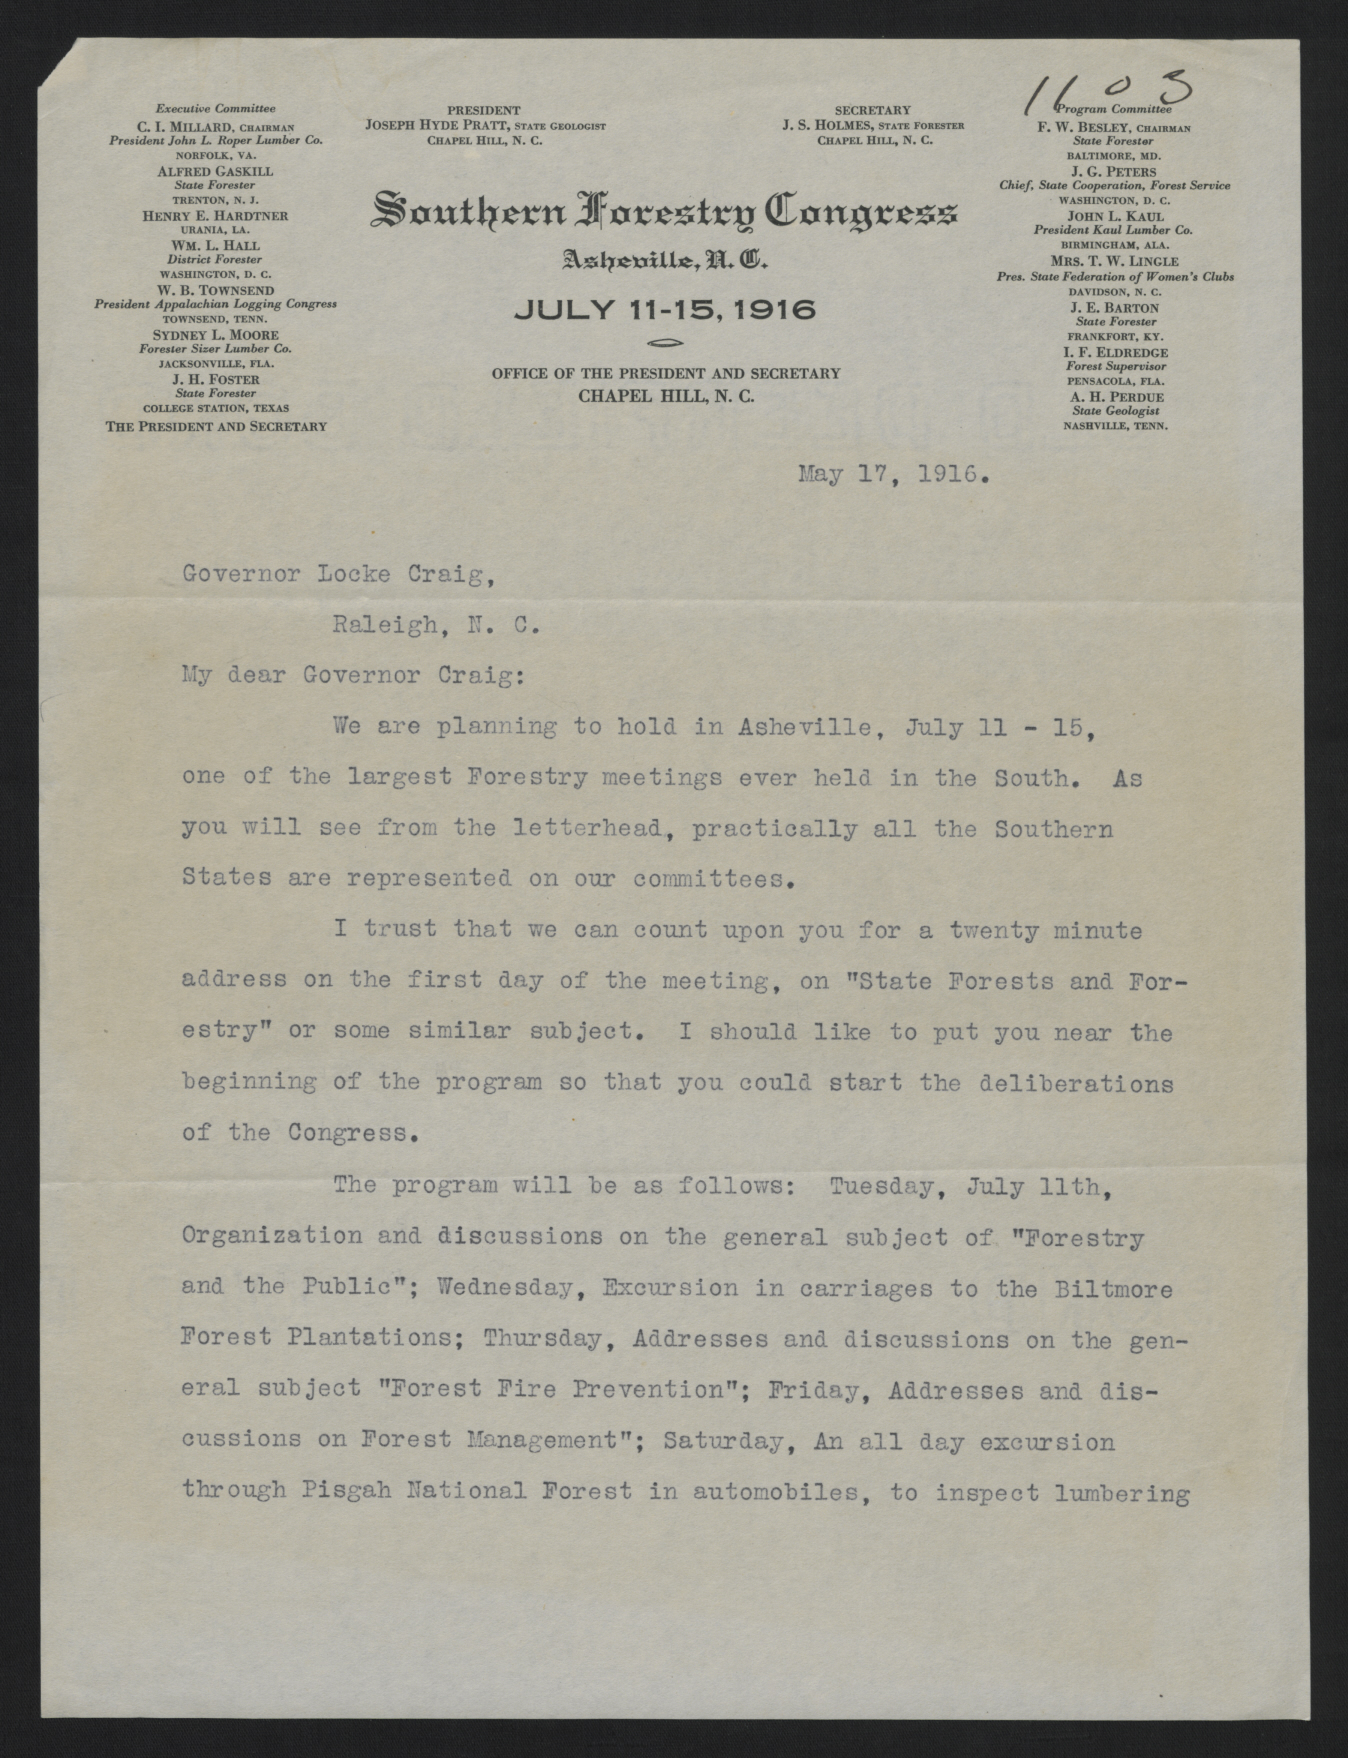 1103
Executive Committee
C. I. MILLARD, CHAIRMAN
President John L. Roper Lumber Co.
NORFOLK, VA.
ALFRED GASKILL
State Forester
TRENTON, N. J.
HENRY E. HARDTNER
URANIA, LA.
WM. L. HALL
District Forester
WASHINGTON, D. C.
W. B. TOWNSEND
President Appalachian Logging Congress
TOWNSEND, TENN.
SYDNEY L. MOORE
Forester Sizer Lumber Co.
JACKSONVILLE, FLA.
J. H. FOSTER
State Forester
COLLEGE STATION, TEXAS
THE PRESIDENT AND SECRETARY
PRESIDENT
JOSEPH HYDE PRATT, STATE GEOLOGIST
CHAPEL HILL, N. C.
SECRETARY
J. S. HOLMES, STATE FORESTER
CHAPEL HILL, N. C.
Southern Forestry Congress
Asheville, N. C.
JULY 11-15, 1916
OFFICE OF THE PRESIDENT AND SECRETARY
CHAPEL HILL, N. C.
Program Committee
F. W. BESLEY, CHAIRMAN
State Forester
BALTIMORE, MD.
J. G. PETERS
Chief, State Cooperation, Forest Service
WASHINGTON, D. C.
JOHN L. KAUL
President Kaul Lumber Co.
BIRMINGHAM, ALA.
MRS. T. W. LINGLE
Pres. State Federation of Women's Clubs
DAVIDSON, N. C.
J. E. BARTON
State Forester
FRANKFORT, KY.
I. F. ELDREDGE
Forest Supervisor
PENSACOLA, FLA.
A. H. PERDUE
State Geologist
NASHVILLE, TENN.
May 17, 1916.
Governor Locke Craig,
Raleigh, N. C.
My dear Governor Craig:
We are planning to hold in Asheville, July 11 - 15,
one of the largest Forestry meetings ever held in the South. As
you will see from the letterhead, practically all the Southern
States are represented on our committees.
I trust that we can count upon you for a twenty minute
address on the first day of the meeting, on "State Forests and For-
estry" or some similar subject. I should like to put you near the
beginning of the program so that you could start the deliberations
of the Congress.
The program will be as follows: Tuesday, July 11th,
Organization and discussions on the general subject of "Forestry
and the Public"; Wednesday, Excursion in carriages to the Biltmore
Forest Plantations; Thursday, Addresses and discussions on the gen-
eral subject "Forest Fire Prevention"; Friday, Addresses and dis-
cussions on Forest Management"; Saturday, An all day excursion
through Pisgah National Forest in automobiles, to inspect lumbering